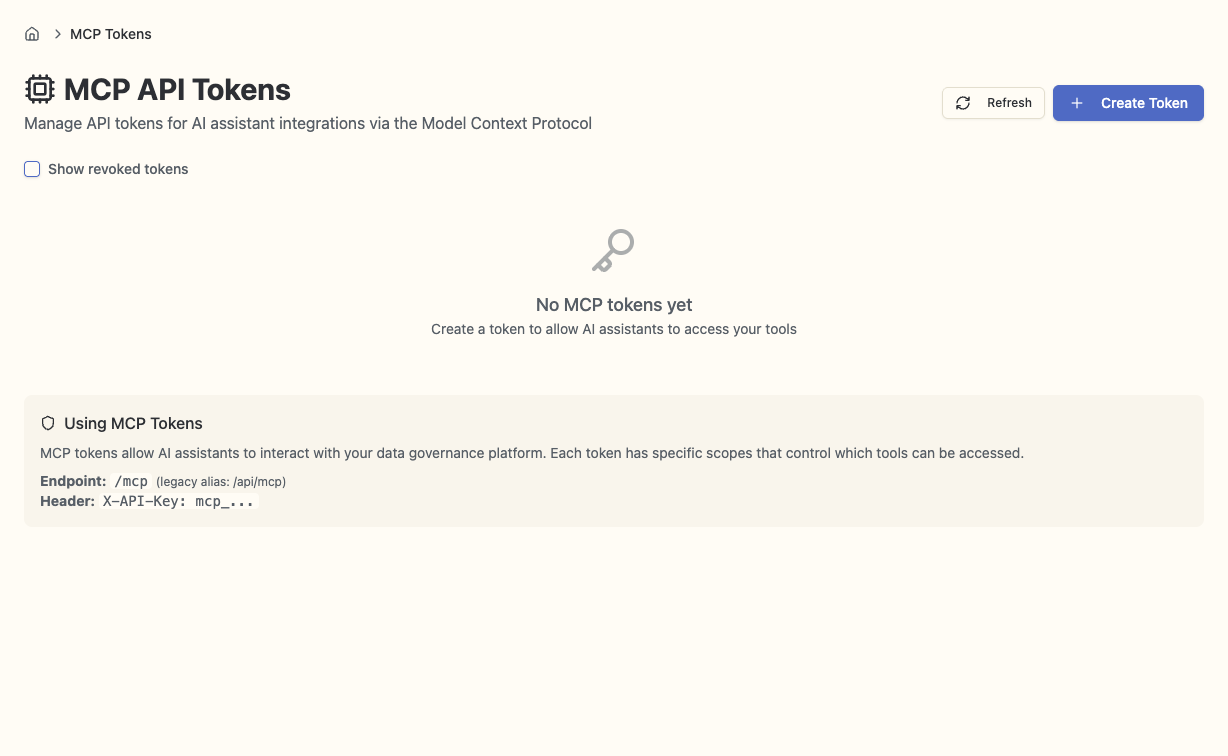 MCP Tokens
MCP API Tokens
Manage API tokens for AI assistant integrations via the Model Context Protocol
Refresh
Create Token
Show revoked tokens
No MCP tokens yet
Create a token to allow AI assistants to access your tools
Using MCP Tokens
MCP tokens allow AI assistants to interact with your data governance platform. Each token has specific scopes that control which tools can be accessed.
Endpoint: /mcp (legacy alias: /api/mcp)
Header: X-API-Key: mcp_...